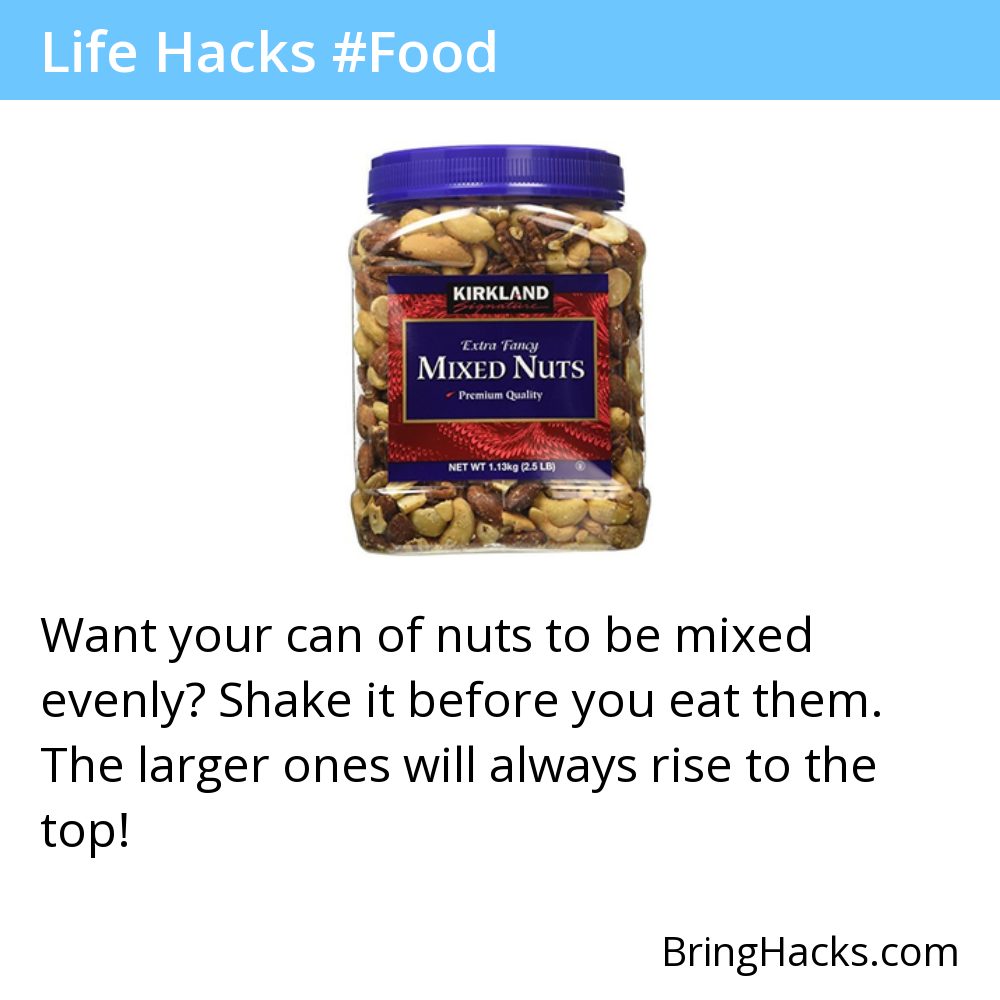 Life Hacks #Food
KIRKLAND
Signature
Extra Fancy
MIXED NUTS
Premium Quality
NET WT 1.13kg (2.5 LB)
Want your can of nuts to be mixed
evenly? Shake it before you eat them.
The larger ones will always rise to the
top!
BringHacks.com